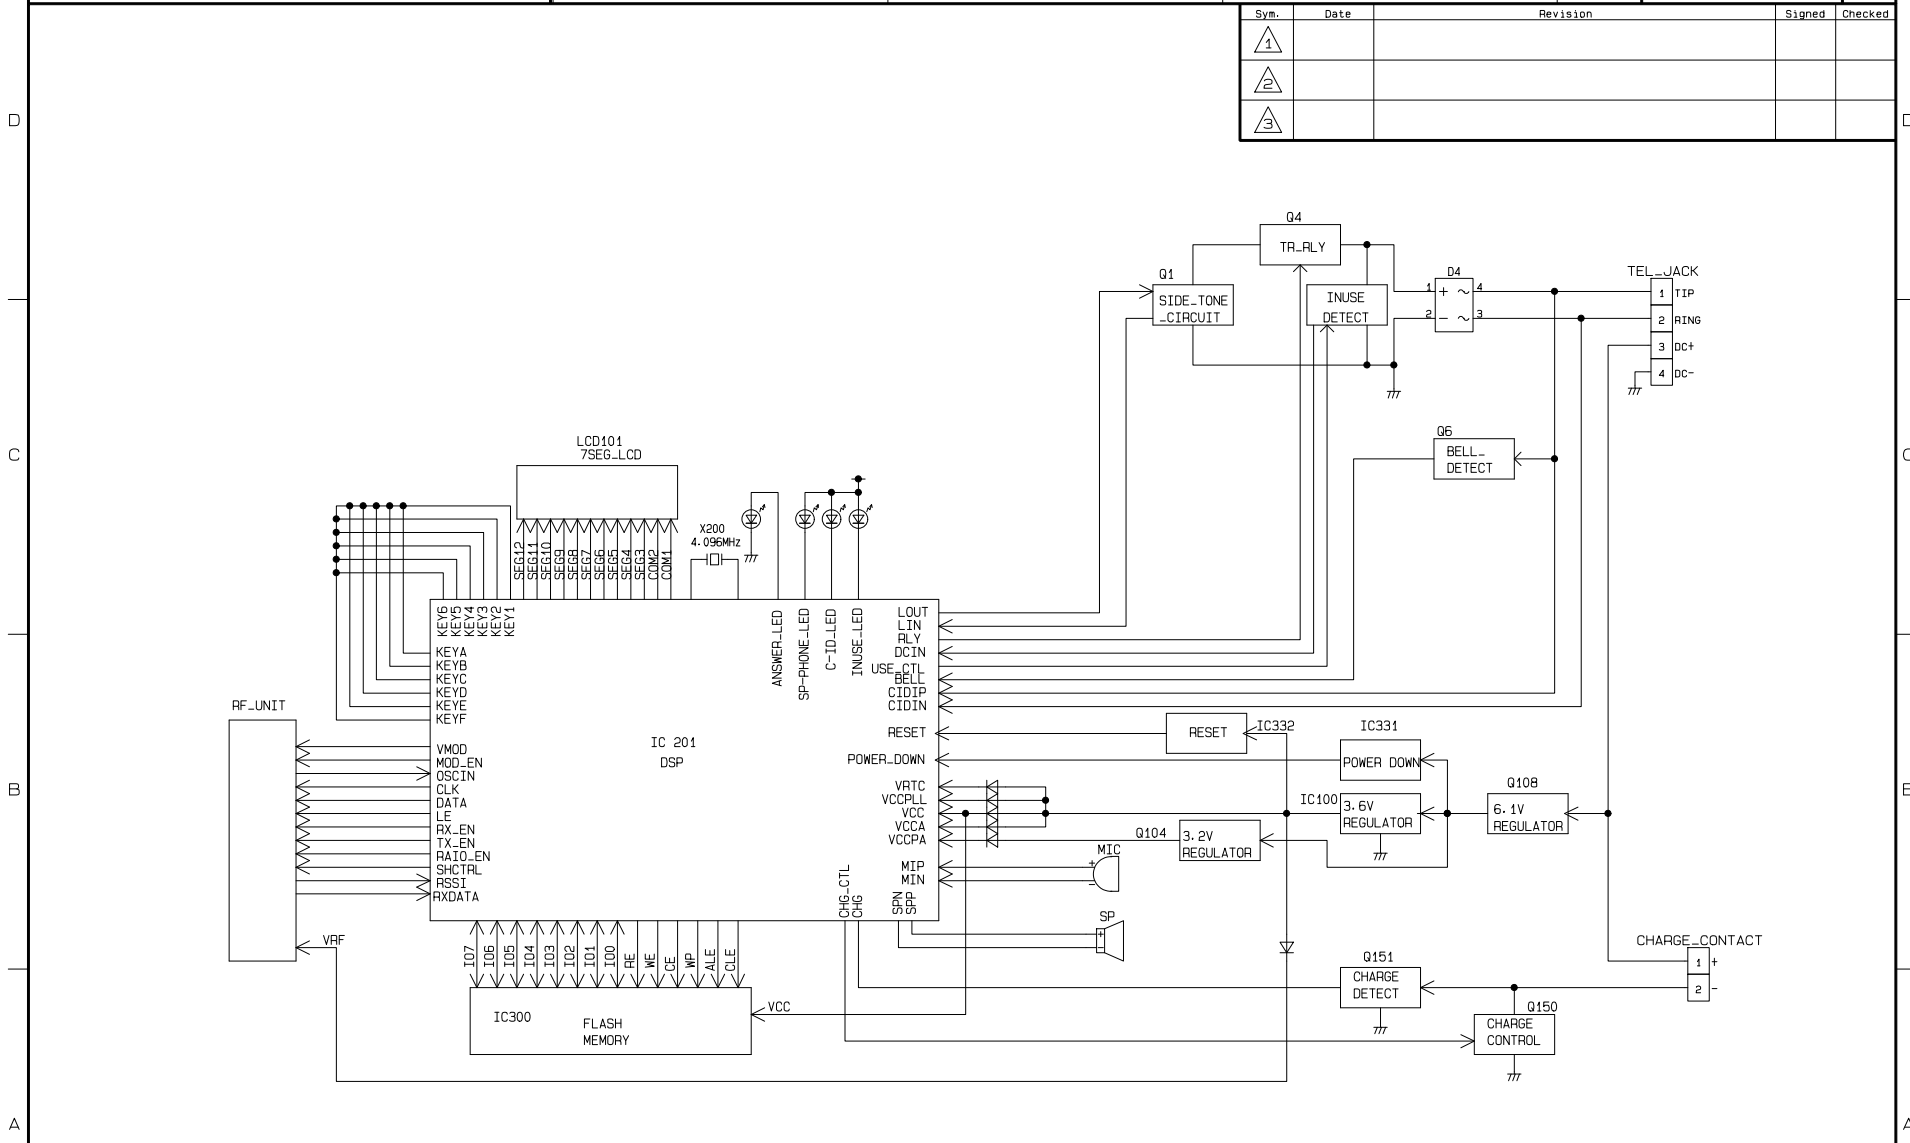 Sym. Date Revision Signed Checked
1
2
3
D
D
Q4
TR_RLY
Q1
SIDE_TONE
_CIRCUIT
INUSE
DETECT
D4
1 + ~ 4
2 - ~ 3
TEL_JACK
1 TIP
2 RING
3 DC+
4 DC-
C
C
LCD101
7SEG_LCD
Q6
BELL_
DETECT
X200
4.096MHz
SEG12
SEG11
SEG10
SEG9
SEG8
SEG7
SEG6
SEG5
SEG4
SEG3
COM2
COM1
KEY6
KEY5
KEY4
KEY3
KEY2
KEY1
ANSWER_LED
SP-PHONE_LED
C-ID_LED
INUSE_LED
LOUT
LIN
RLY
DCIN
USE_CTL
BELL
CIDIP
CIDIN
RESET
POWER_DOWN
VRTC
VCCPLL
VCC
VCCA
VCCPA
MIP
MIN
KEYA
KEYB
KEYC
KEYD
KEYE
KEYF
RF_UNIT
VMOD
MOD_EN
OSCIN
CLK
DATA
LE
RX_EN
TX_EN
RAIO_EN
SHCTRL
RSSI
RXDATA
IC 201
DSP
RESET
IC332
IC331
POWER DOWN
B
B
IC100
3.6V
REGULATOR
Q108
6.1V
REGULATOR
Q104
3.2V
REGULATOR
MIC
+
-
CHG_CTL
CHG
SPN
SPP
SP
+
-
VRF
IO7
IO6
IO5
IO4
IO3
IO2
IO1
IO0
RE
WE
CE
WP
ALE
CLE
CHARGE_CONTACT
1 +
2 -
Q151
CHARGE
DETECT
Q150
CHARGE
CONTROL
IC300
FLASH
MEMORY
VCC
A
A